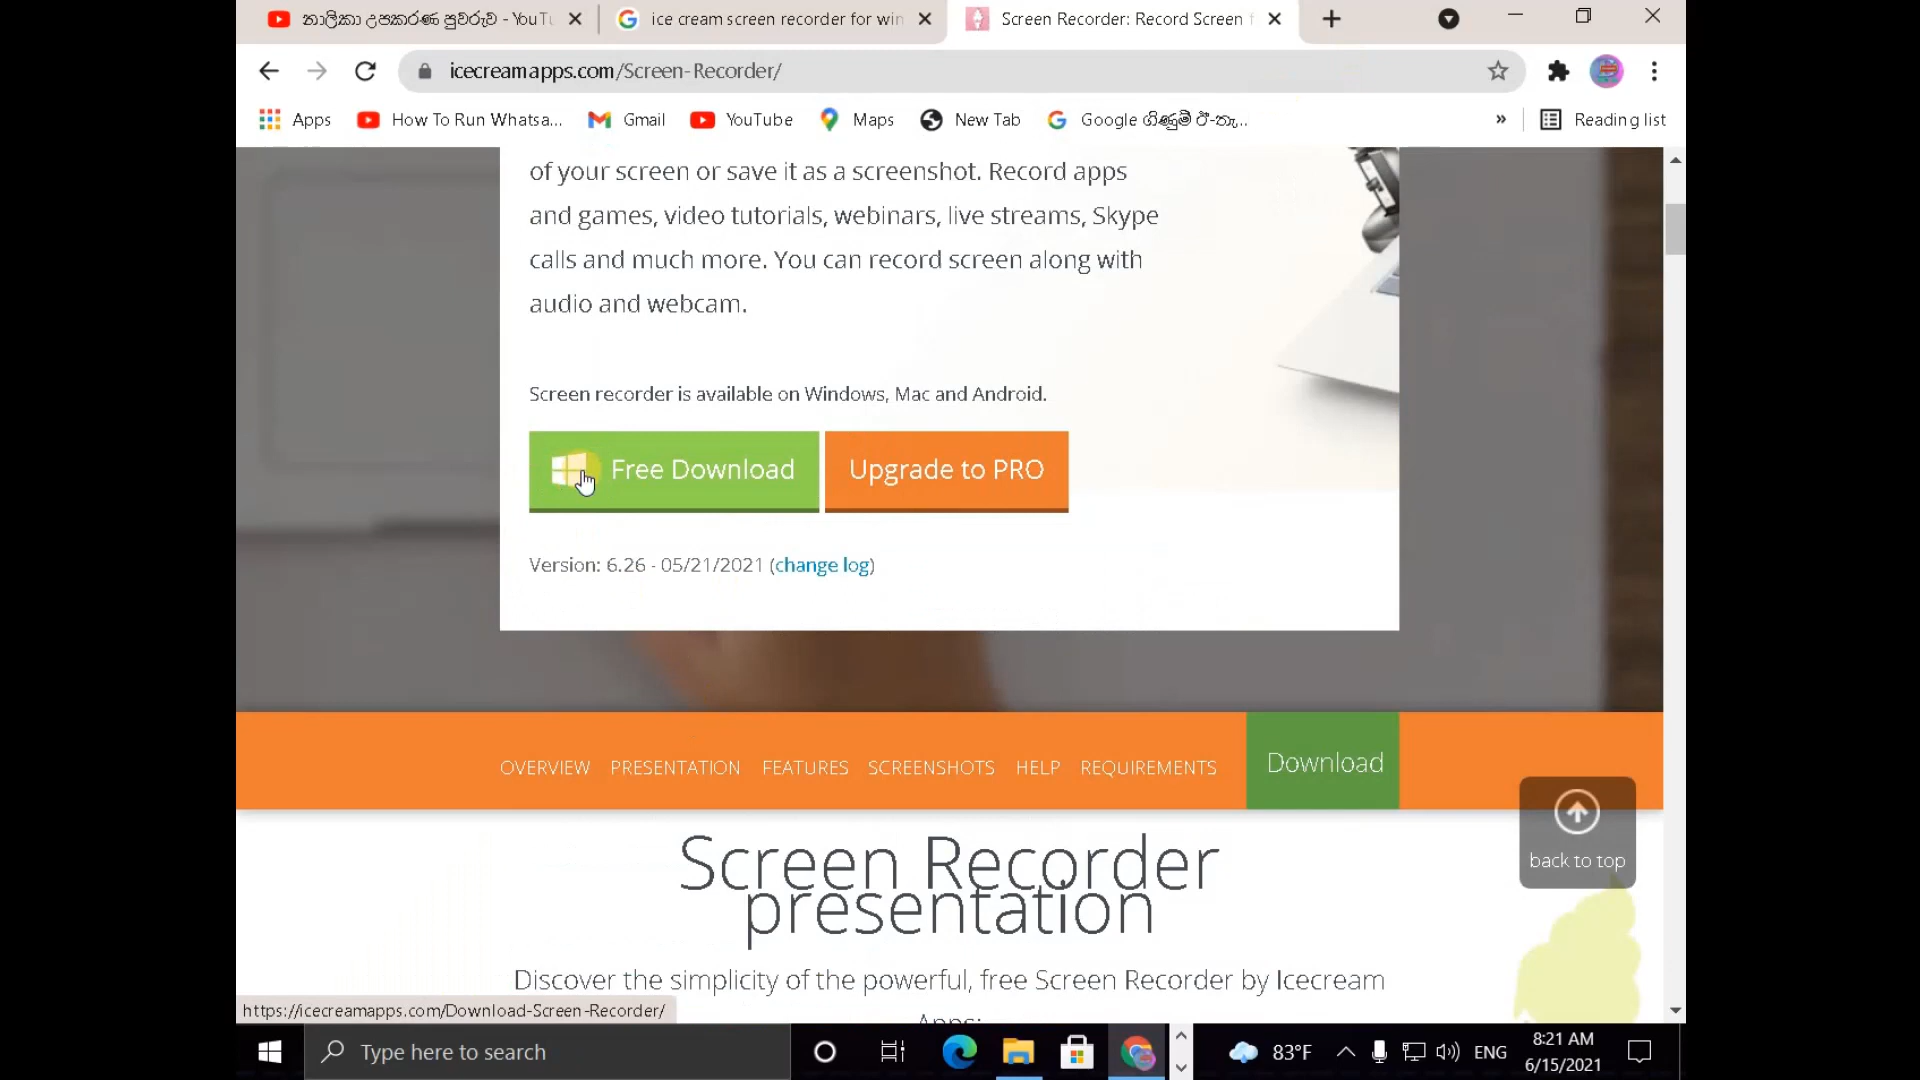 නාලිකා උපකරණ පුවරුව - YouTu
ice cream screen recorder for win
Screen Recorder: Record Screen f
icecreamapps.com/Screen-Recorder/
Apps
How To Run Whatsa...
Gmail
YouTube
Maps
New Tab
Google ගිණුම් ඊ-තැ...
»
Reading list
of your screen or save it as a screenshot. Record apps
and games, video tutorials, webinars, live streams, Skype
calls and much more. You can record screen along with
audio and webcam.
Screen recorder is available on Windows, Mac and Android.
Free Download
Upgrade to PRO
Version: 6.26 - 05/21/2021 (change log)
OVERVIEW PRESENTATION FEATURES SCREENSHOTS HELP REQUIREMENTS
Download
back to top
Screen Recorder
presentation
Discover the simplicity of the powerful, free Screen Recorder by Icecream
Apps:
https://icecreamapps.com/Download-Screen-Recorder/
Type here to search
83°F
ENG
8:21 AM
6/15/2021